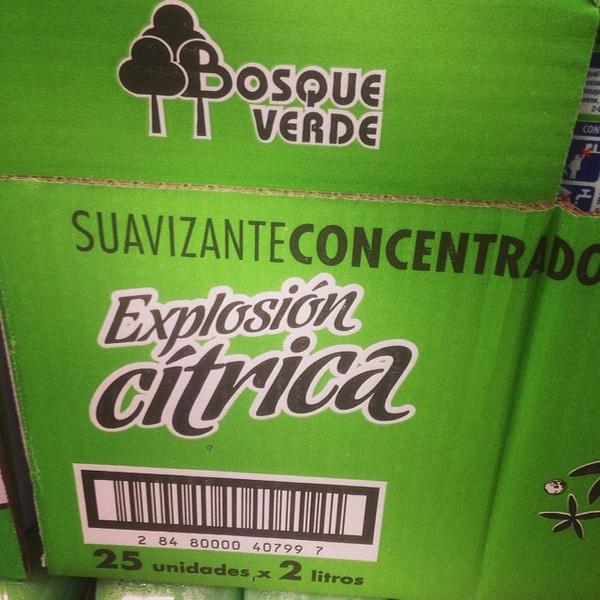 BOSQUE
VERDE
SUAVIZANTE CONCENTRADO
Explosión
cítrica
2 84 80000 40799 7
25 unidades x 2 litros